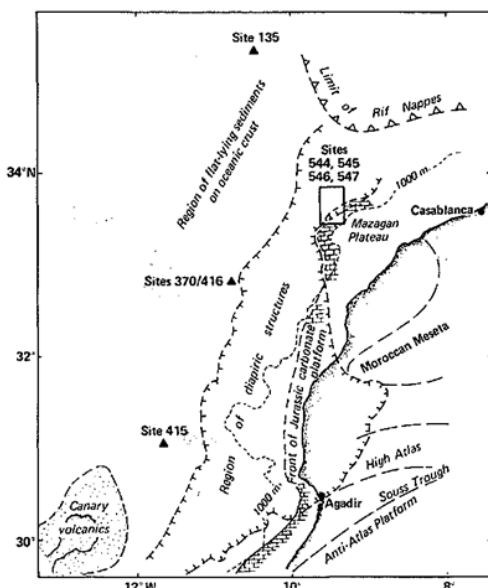 Site 135
Limit of Rif Nappes
Region of flat-lying sediments
on oceanic crust
Sites
544, 545
546, 547
34°N
1000 m
Casablanca
Mazagan
Plateau
Sites 370/416
Region of diapiric structures
Front of Jurassic carbonate
platform
32°
Moroccan Meseta
Site 415
High Atlas
1000 m
Souss Trough
Agadir
Anti-Atlas Platform
Canary
volcanics
30°
12°W
10°
8°